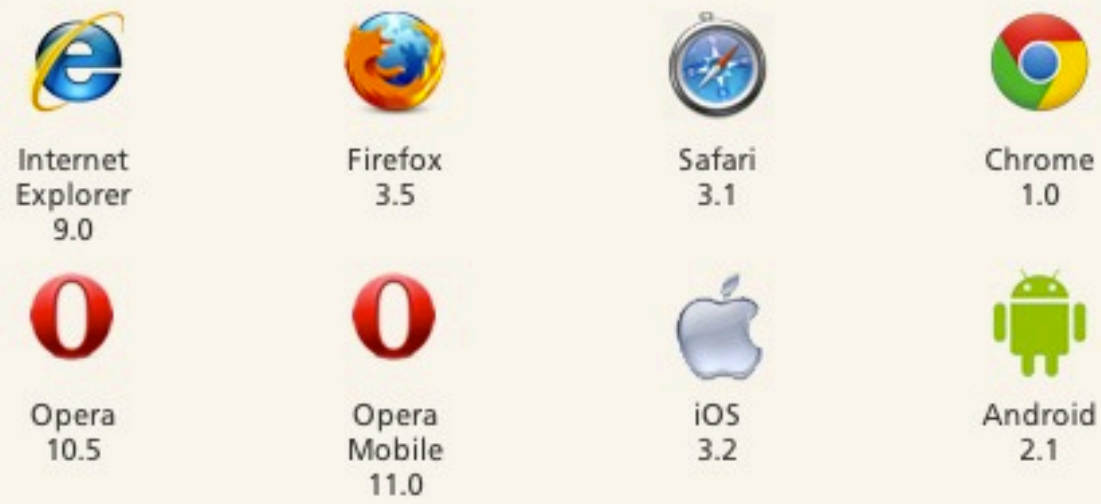 Internet
Explorer
9.0
Firefox
3.5
Safari
3.1
Chrome
1.0
Opera
10.5
Opera
Mobile
11.0
iOS
3.2
Android
2.1